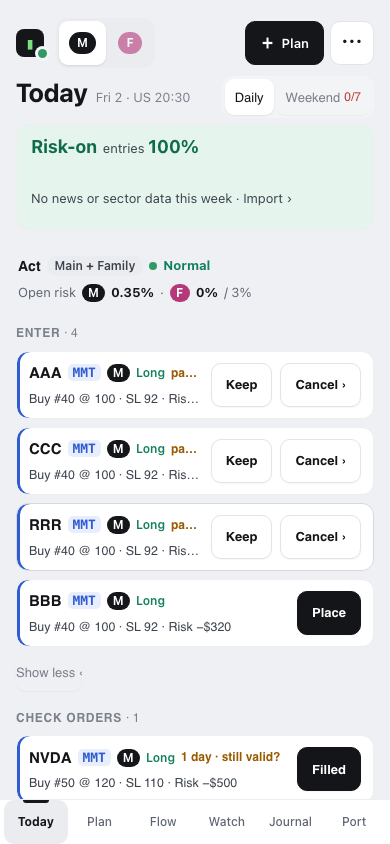 M F + Plan •••
Today Fri 2 · US 20:30 Daily Weekend 0/7
Risk-on entries 100%
No news or sector data this week · Import ›
Act Main + Family Normal
Open risk M 0.35% · F 0% / 3%
ENTER · 4
AAA MMT M Long pa…
Buy #40 @ 100 · SL 92 · Ris…
Keep Cancel ›
CCC MMT M Long pa…
Buy #40 @ 100 · SL 92 · Ris…
Keep Cancel ›
RRR MMT M Long pa…
Buy #40 @ 100 · SL 92 · Ris…
Keep Cancel ›
BBB MMT M Long
Buy #40 @ 100 · SL 92 · Risk −$320
Place
Show less ‹
CHECK ORDERS · 1
NVDA MMT M Long 1 day · still valid?
Buy #50 @ 120 · SL 110 · Risk −$500
Filled
Today Plan Flow Watch Journal Port